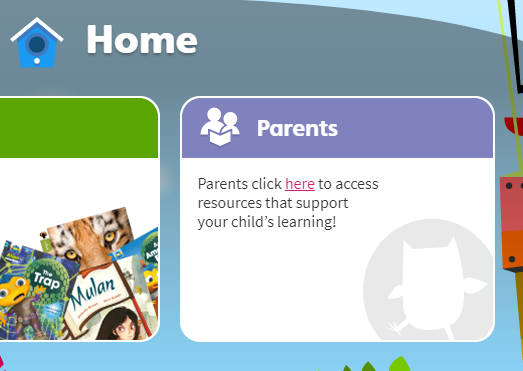 Home
Parents
Parents click here to access
resources that support
your child's learning!
The
Trap
Mulan